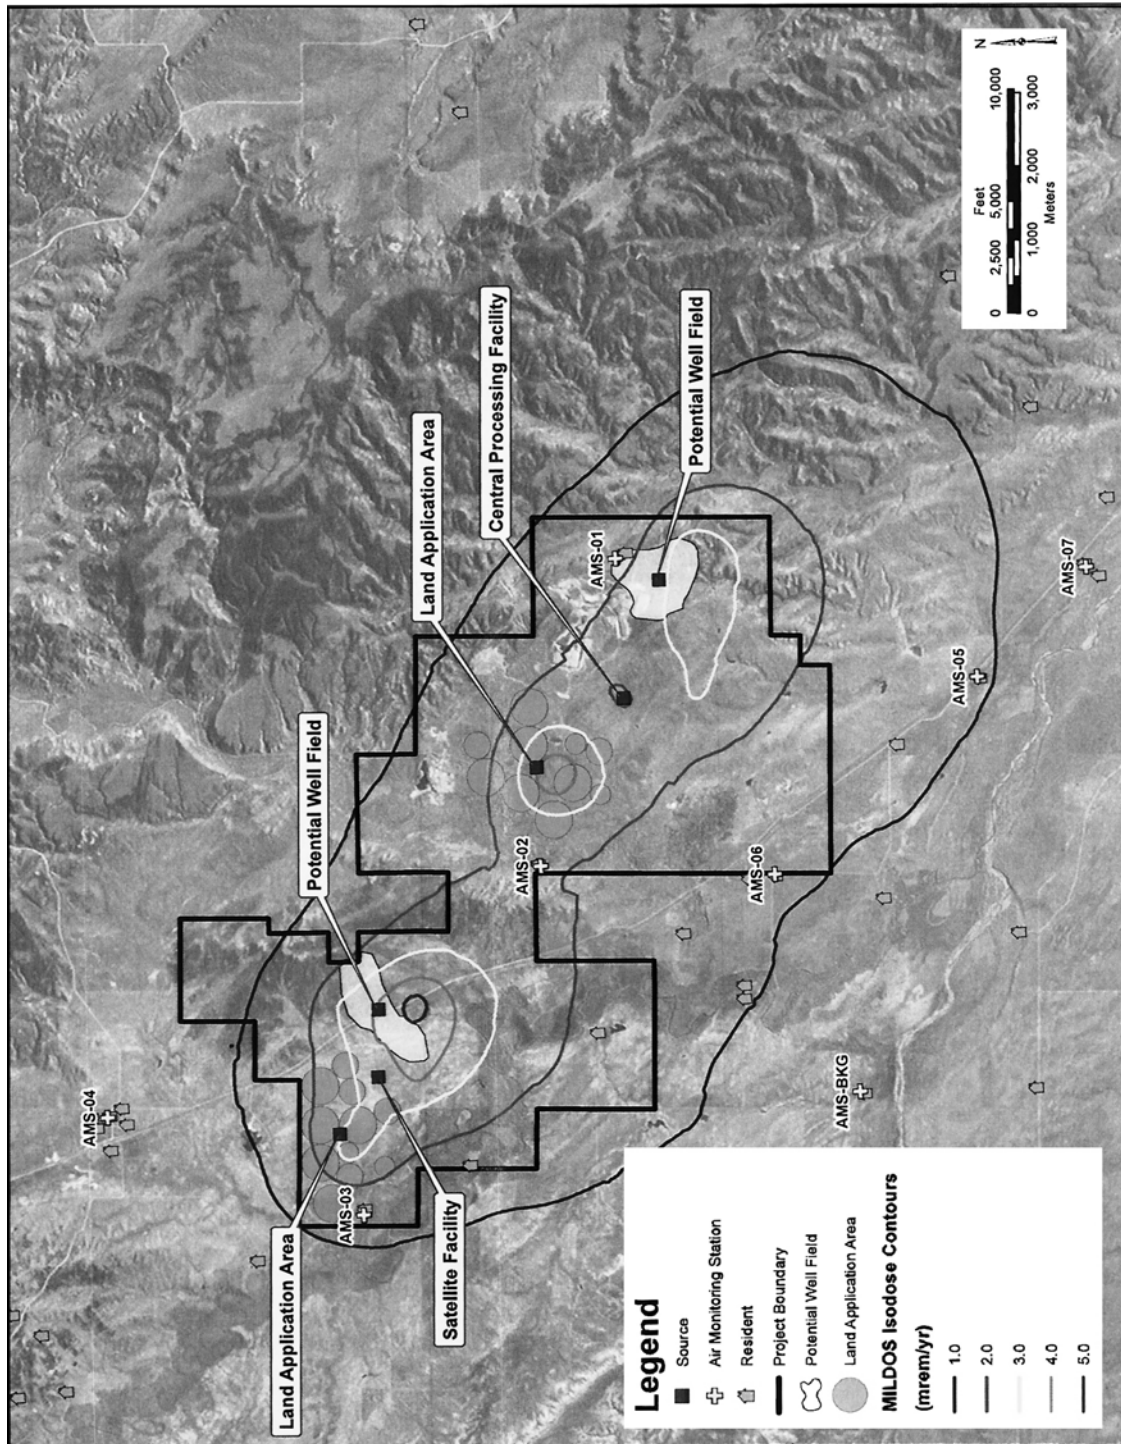 AMS-04
AMS-03
Land Application Area
Satellite Facility
Potential Well Field
AMS-02
Land Application Area
Central Processing Facility
AMS-01
Potential Well Field
AMS-06
AMS-BKG
AMS-05
AMS-07
Legend
Source
Air Monitoring Station
Resident
Project Boundary
Potential Well Field
Land Application Area
MILDOS Isodose Contours
(mrem/yr)
1.0
2.0
3.0
4.0
5.0
Feet
0 2,500 5,000 10,000
0 1,000 2,000 3,000
Meters
N